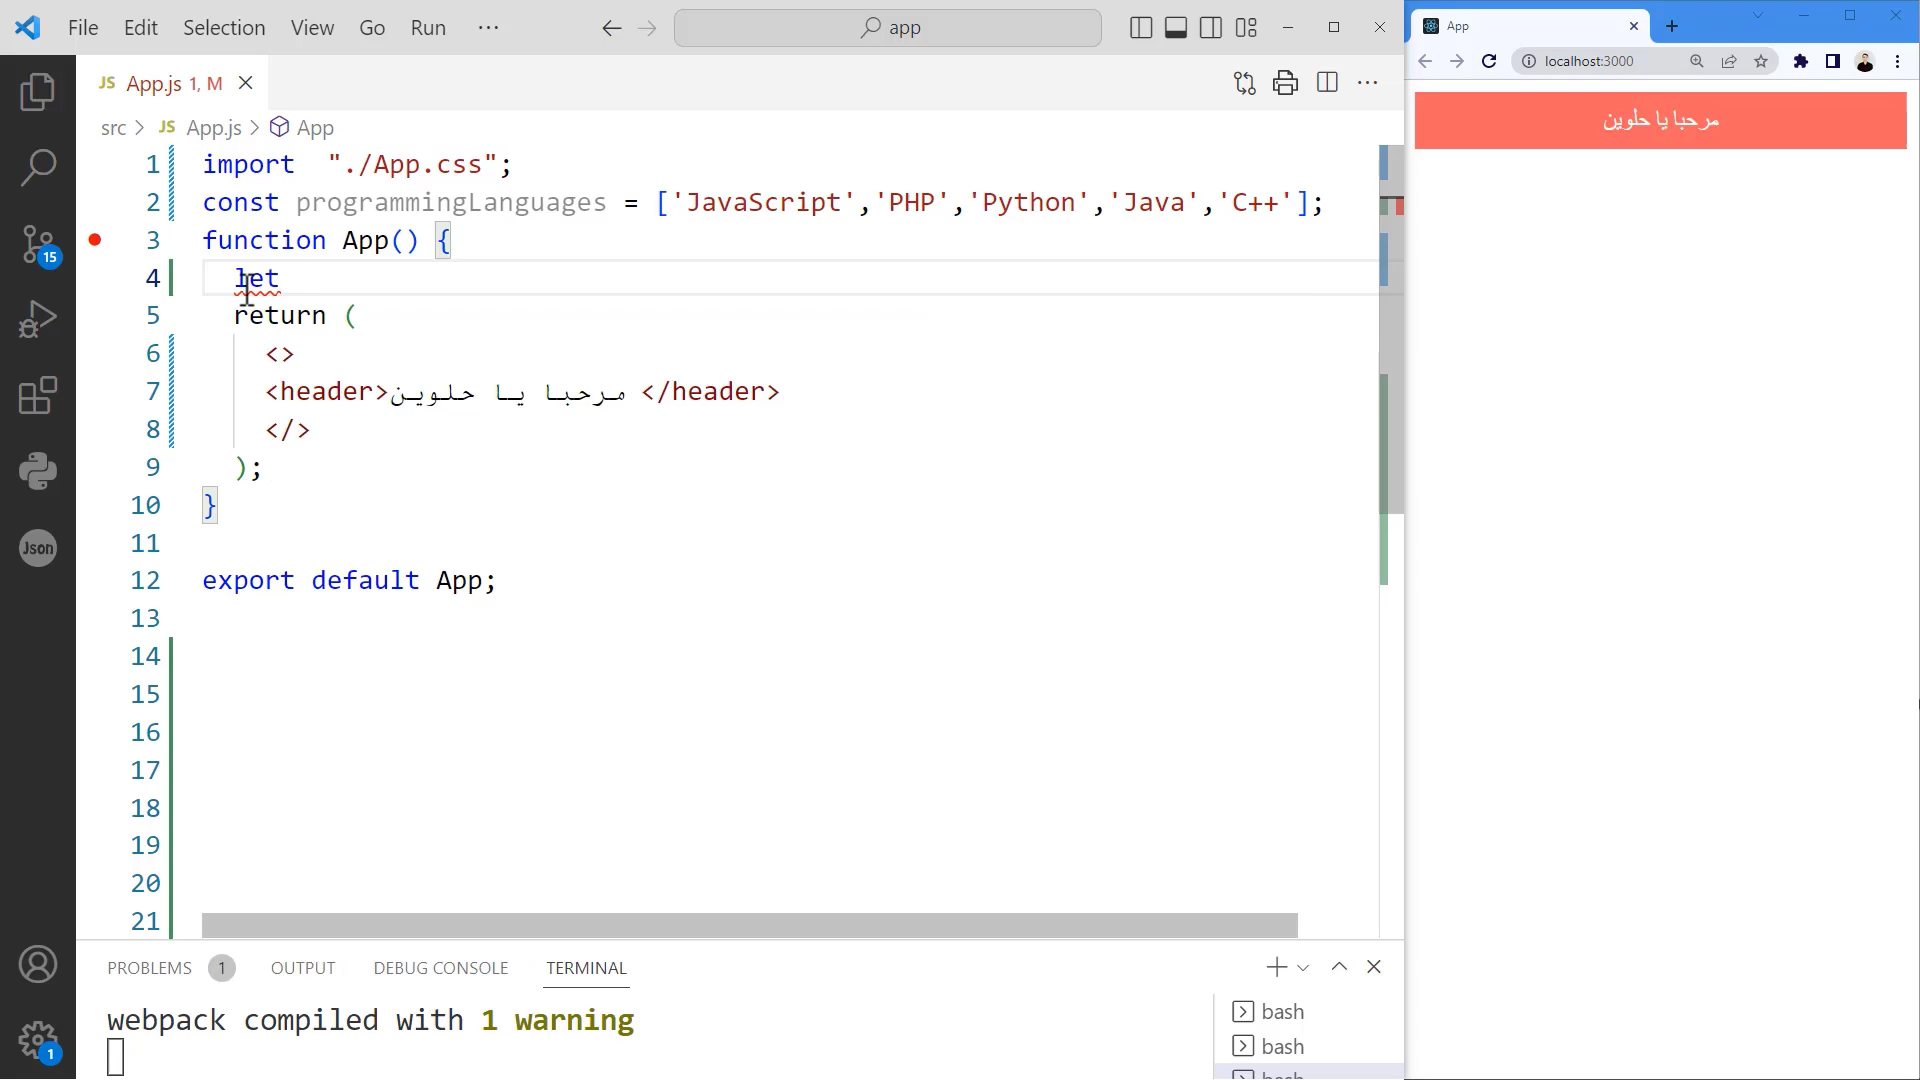 File Edit Selection View Go Run ··· app
App
localhost:3000
JS App.js 1, M
src > JS App.js > App
مرحبا يا حلوين
1 import "./App.css";
2 const programmingLanguages = ['JavaScript','PHP','Python','Java','C++'];
3 function App() {
4 let
5 return (
6 <>
7 <header>مرحبا يا حلوين </header>
8 </>
9 );
10 }
11
12 export default App;
13
14
15
16
17
18
19
20
21
15
Json
1
PROBLEMS 1 OUTPUT DEBUG CONSOLE TERMINAL
webpack compiled with 1 warning
bash
bash
bash